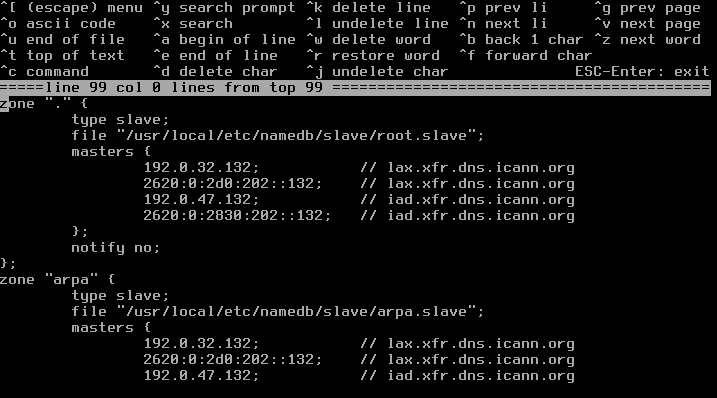 ^[ (escape) menu ^y search prompt ^k delete line   ^p prev li     ^g prev page
^o ascii code    ^x search        ^l undelete line ^n next li     ^v next page
^u end of file   ^a begin of line ^w delete word   ^b back 1 char ^z next word
^t top of text   ^e end of line   ^r restore word  ^f forward char
^c command       ^d delete char   ^j undelete char              ESC-Enter: exit
=====line 99 col 0 lines from top 99 ==========================================
zone "." {
        type slave;
        file "/usr/local/etc/namedb/slave/root.slave";
        masters {
                192.0.32.132;           // lax.xfr.dns.icann.org
                2620:0:2d0:202::132;    // lax.xfr.dns.icann.org
                192.0.47.132;           // iad.xfr.dns.icann.org
                2620:0:2830:202::132;   // iad.xfr.dns.icann.org
        };
        notify no;
};
zone "arpa" {
        type slave;
        file "/usr/local/etc/namedb/slave/arpa.slave";
        masters {
                192.0.32.132;           // lax.xfr.dns.icann.org
                2620:0:2d0:202::132;    // lax.xfr.dns.icann.org
                192.0.47.132;           // iad.xfr.dns.icann.org